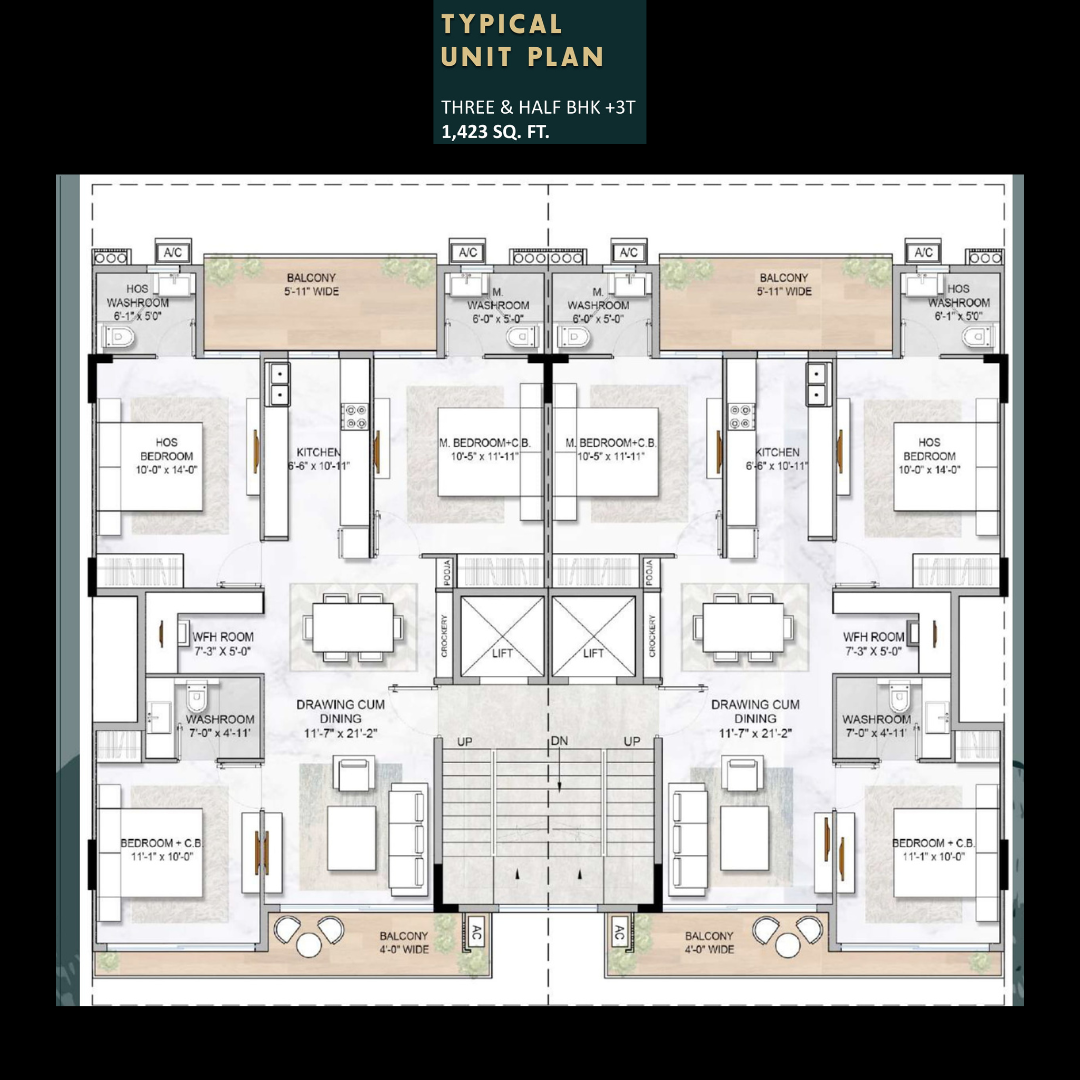 TYPICAL
UNIT PLAN
THREE & HALF BHK +3T
1,423 SQ. FT.
A/C
A/C
A/C
A/C
HOS
WASHROOM
6'-1" x 5'0"
BALCONY
5'-11" WIDE
M.
WASHROOM
6'-0" x 5'-0"
M.
WASHROOM
6'-0" x 5'-0"
BALCONY
5'-11" WIDE
HOS
WASHROOM
6'-1" x 5'0"
HOS
BEDROOM
10'-0" x 14'-0"
KITCHEN
6'-6" x 10'-11"
M. BEDROOM+C.B.
10'-5" x 11'-11"
M. BEDROOM+C.B.
10'-5" x 11'-11"
KITCHEN
6'-6" x 10'-11"
HOS
BEDROOM
10'-0" x 14'-0"
POOJA
POOJA
CROCKERY
CROCKERY
WFH ROOM
7'-3" X 5'-0"
LIFT
LIFT
WFH ROOM
7'-3" X 5'-0"
WASHROOM
7'-0" x 4'-11'
DRAWING CUM
DINING
11'-7" x 21'-2"
DRAWING CUM
DINING
11'-7" x 21'-2"
WASHROOM
7'-0" x 4'-11'
UP
DN
UP
BEDROOM + C.B.
11'-1" x 10'-0"
BEDROOM + C.B.
11'-1" x 10'-0"
BALCONY
4'-0" WIDE
AC
AC
BALCONY
4'-0" WIDE